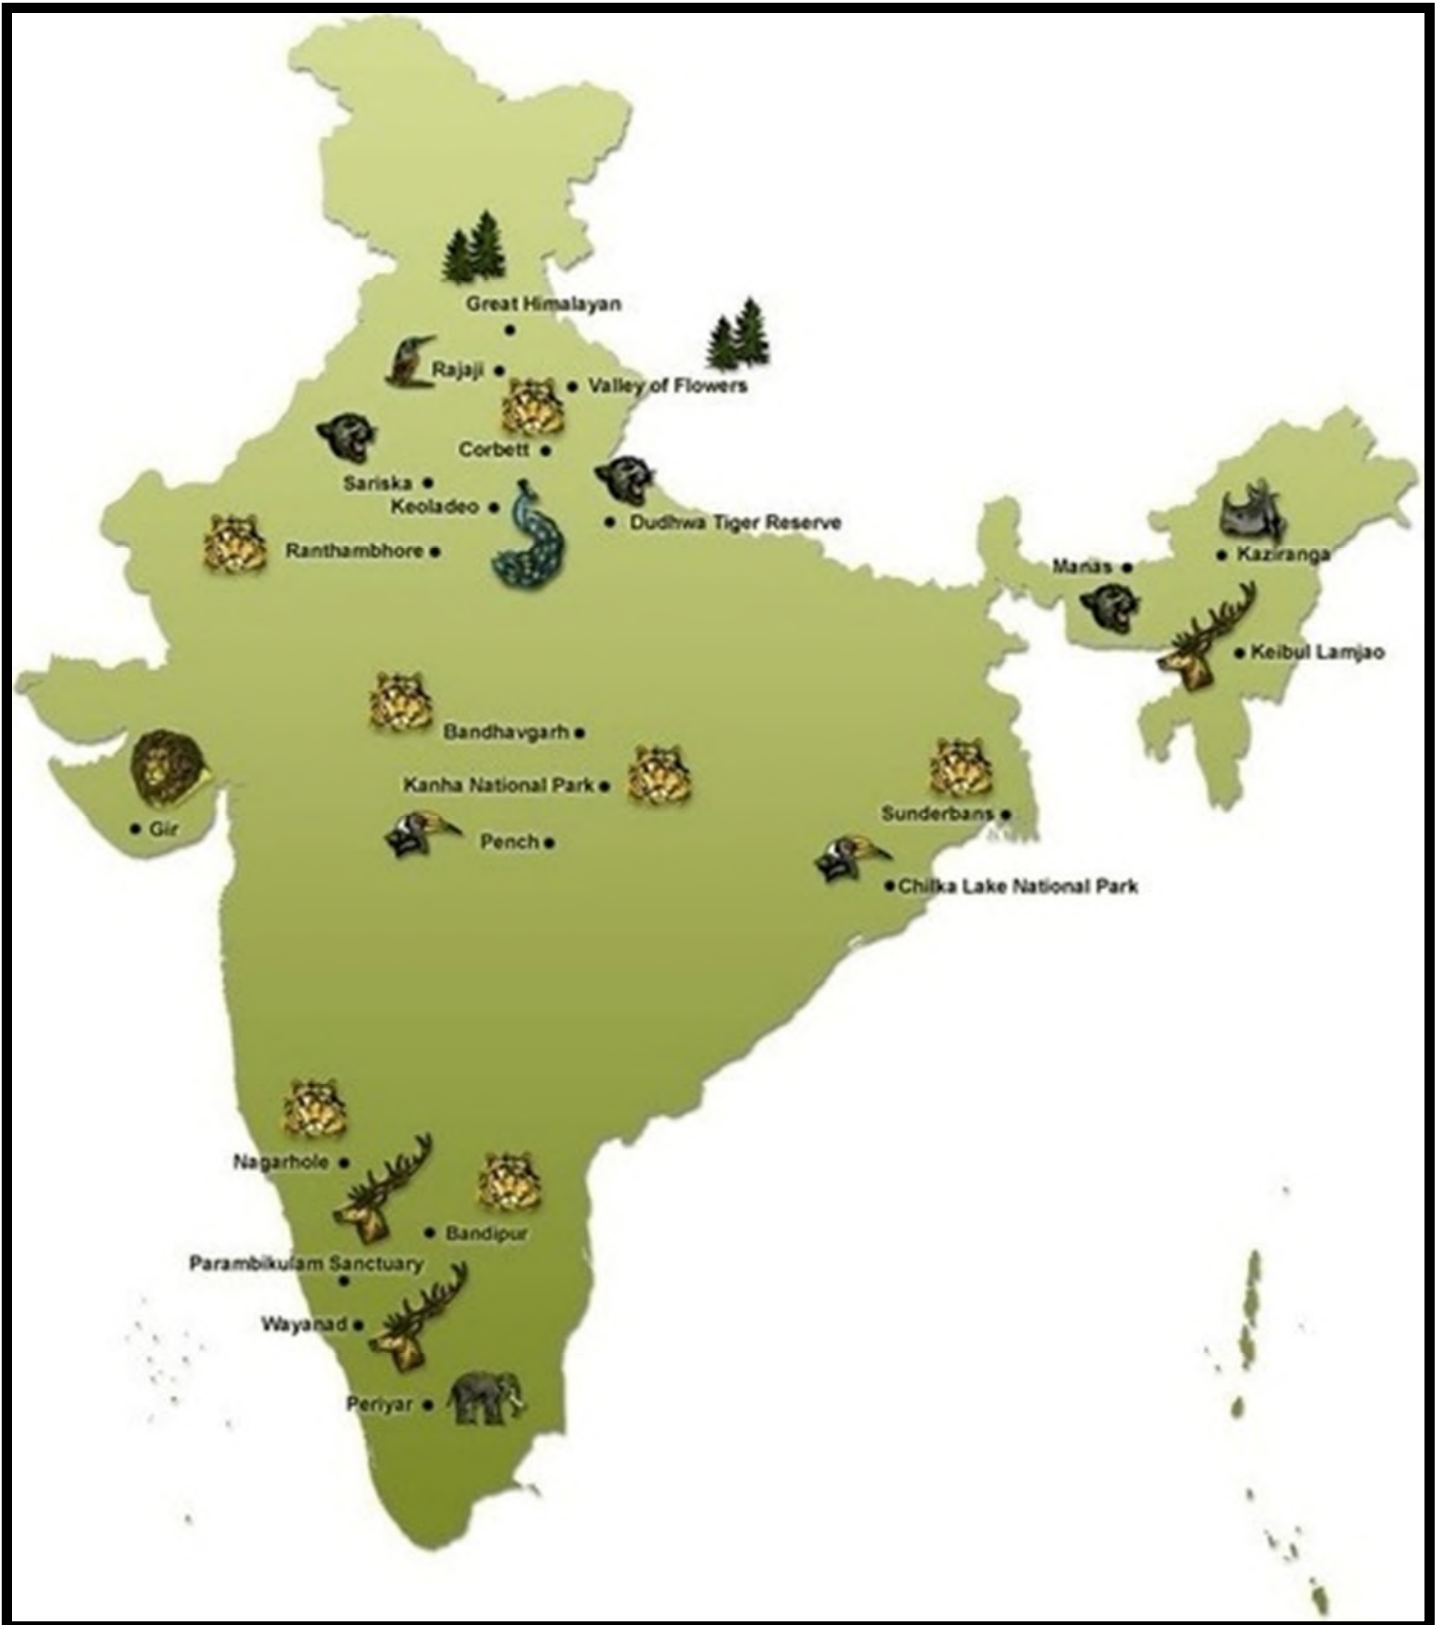 Great Himalayan
Rajaji
Valley of Flowers
Corbett
Sariska
Keoladeo
Dudhwa Tiger Reserve
Ranthambhore
Kaziranga
Manas
Keibul Lamjao
Bandhavgarh
Kanha National Park
Sunderbans
Gir
Pench
Chilka Lake National Park
Nagarhole
Bandipur
Parambikulam Sanctuary
Wayanad
Periyar